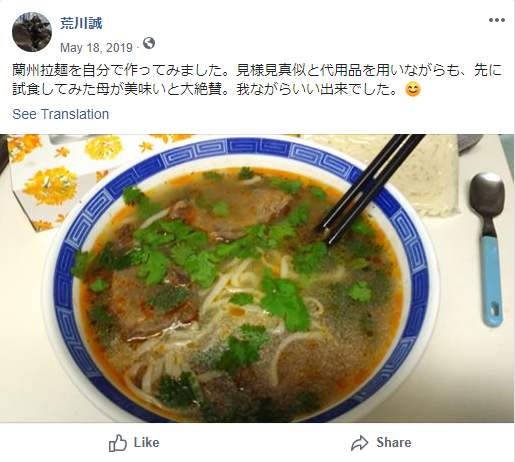 荒川誠
May 18, 2019 ·
蘭州拉麺を自分で作ってみました。見様見真似と代用品を用いながらも、先に
試食してみた母が美味いと大絶賛。我ながらいい出来でした。😊
See Translation
Like
Share